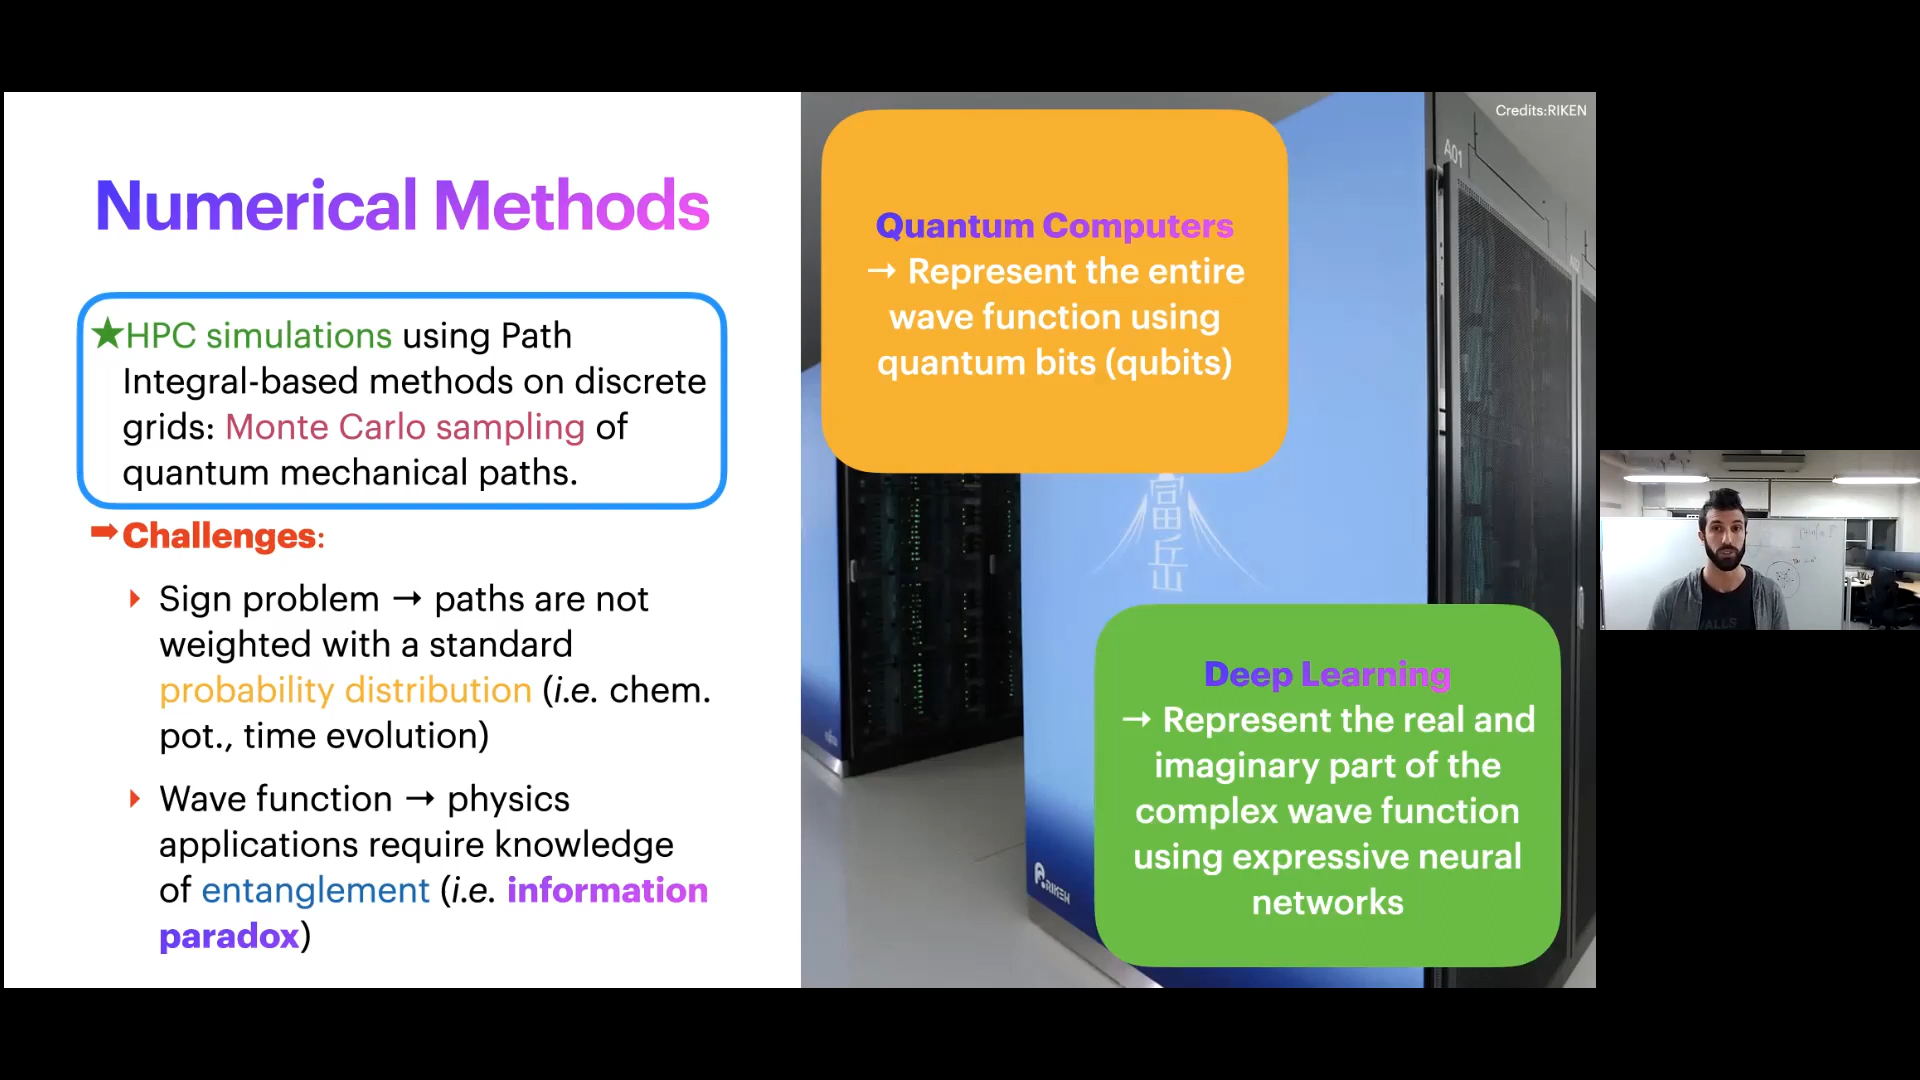 Numerical Methods
★HPC simulations using Path
Integral-based methods on discrete
grids: Monte Carlo sampling of
quantum mechanical paths.
➡Challenges:
Sign problem → paths are not
weighted with a standard
probability distribution (i.e. chem.
pot., time evolution)
Wave function → physics
applications require knowledge
of entanglement (i.e. information
paradox)
Credits:RIKEN
A01
Quantum Computers
→ Represent the entire
wave function using
quantum bits (qubits)
富岳
Deep Learning
→ Represent the real and
imaginary part of the
complex wave function
using expressive neural
networks
RIKEN